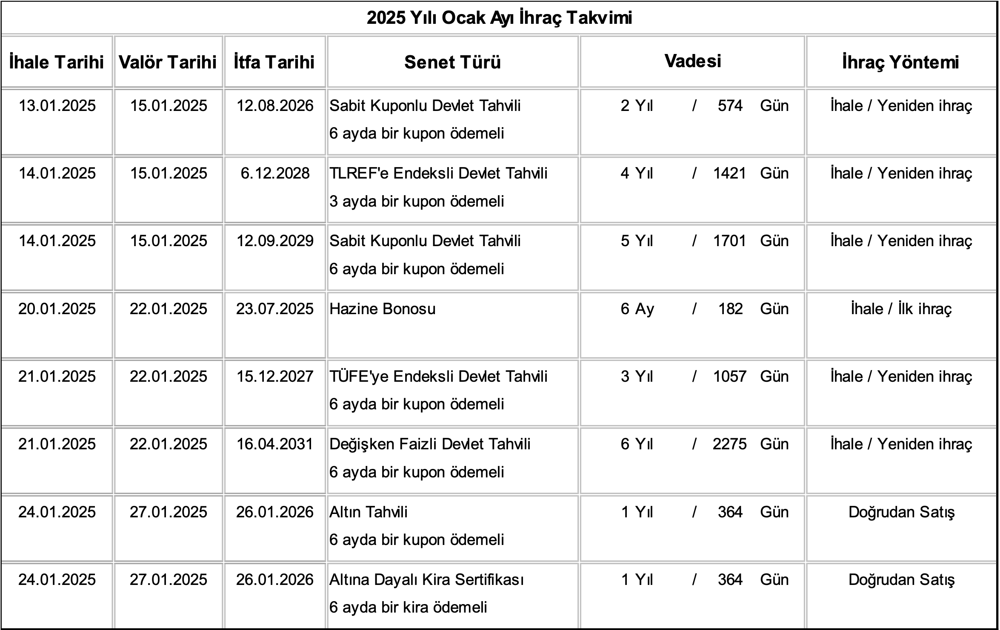 2025 Yılı Ocak Ayı İhraç Takvimi
İhale Tarihi Valör Tarihi İtfa Tarihi Senet Türü Vadesi İhraç Yöntemi
13.01.2025 15.01.2025 12.08.2026 Sabit Kuponlu Devlet Tahvili 2 Yıl / 574 Gün İhale / Yeniden ihraç
6 ayda bir kupon ödemeli
14.01.2025 15.01.2025 6.12.2028 TLREF'e Endeksli Devlet Tahvili 4 Yıl / 1421 Gün İhale / Yeniden ihraç
3 ayda bir kupon ödemeli
14.01.2025 15.01.2025 12.09.2029 Sabit Kuponlu Devlet Tahvili 5 Yıl / 1701 Gün İhale / Yeniden ihraç
6 ayda bir kupon ödemeli
20.01.2025 22.01.2025 23.07.2025 Hazine Bonosu 6 Ay / 182 Gün İhale / İlk ihraç
21.01.2025 22.01.2025 15.12.2027 TÜFE'ye Endeksli Devlet Tahvili 3 Yıl / 1057 Gün İhale / Yeniden ihraç
6 ayda bir kupon ödemeli
21.01.2025 22.01.2025 16.04.2031 Değişken Faizli Devlet Tahvili 6 Yıl / 2275 Gün İhale / Yeniden ihraç
6 ayda bir kupon ödemeli
24.01.2025 27.01.2025 26.01.2026 Altın Tahvili 1 Yıl / 364 Gün Doğrudan Satış
6 ayda bir kupon ödemeli
24.01.2025 27.01.2025 26.01.2026 Altına Dayalı Kira Sertifikası 1 Yıl / 364 Gün Doğrudan Satış
6 ayda bir kira ödemeli